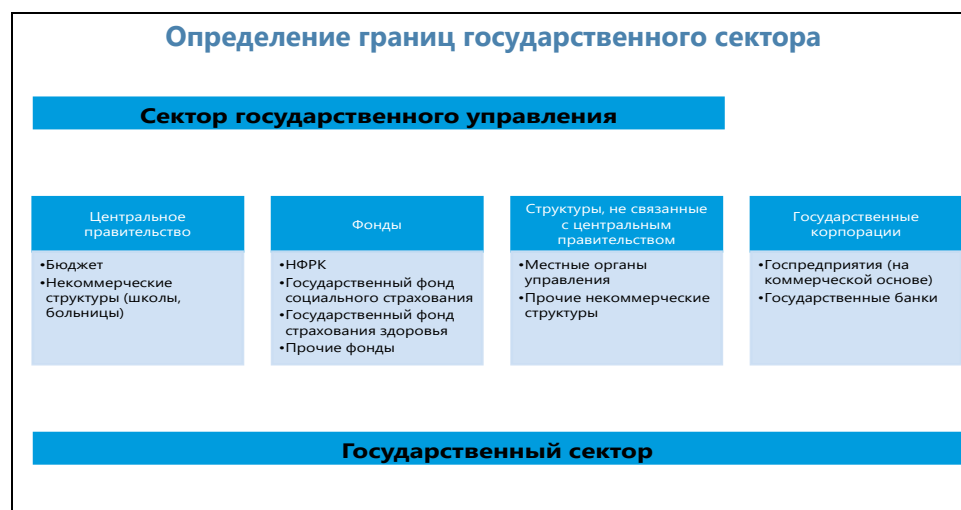 Определение границ государственного сектора
Сектор государственного управления
Центральное
правительство
•Бюджет
•Некоммерческие
структуры (школы,
больницы)
Фонды
•НФРК
•Государственный фонд
социального страхования
•Государственный фонд
страхования здоровья
•Прочие фонды
Структуры, не связанные
с центральным
правительством
•Местные органы
управления
•Прочие некоммерческие
структуры
Государственные
корпорации
•Госпредприятия (на
коммерческой основе)
•Государственные банки
Государственный сектор